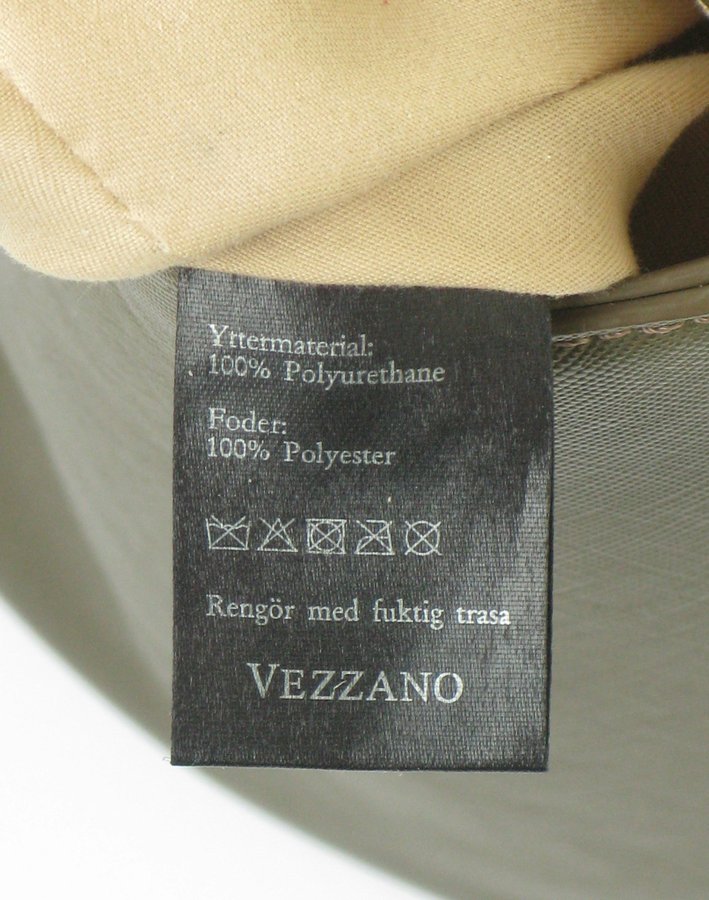 Yttermaterial:
100% Polyurethane
Foder:
100% Polyester
Rengör med fuktig trasa
VEZZANO